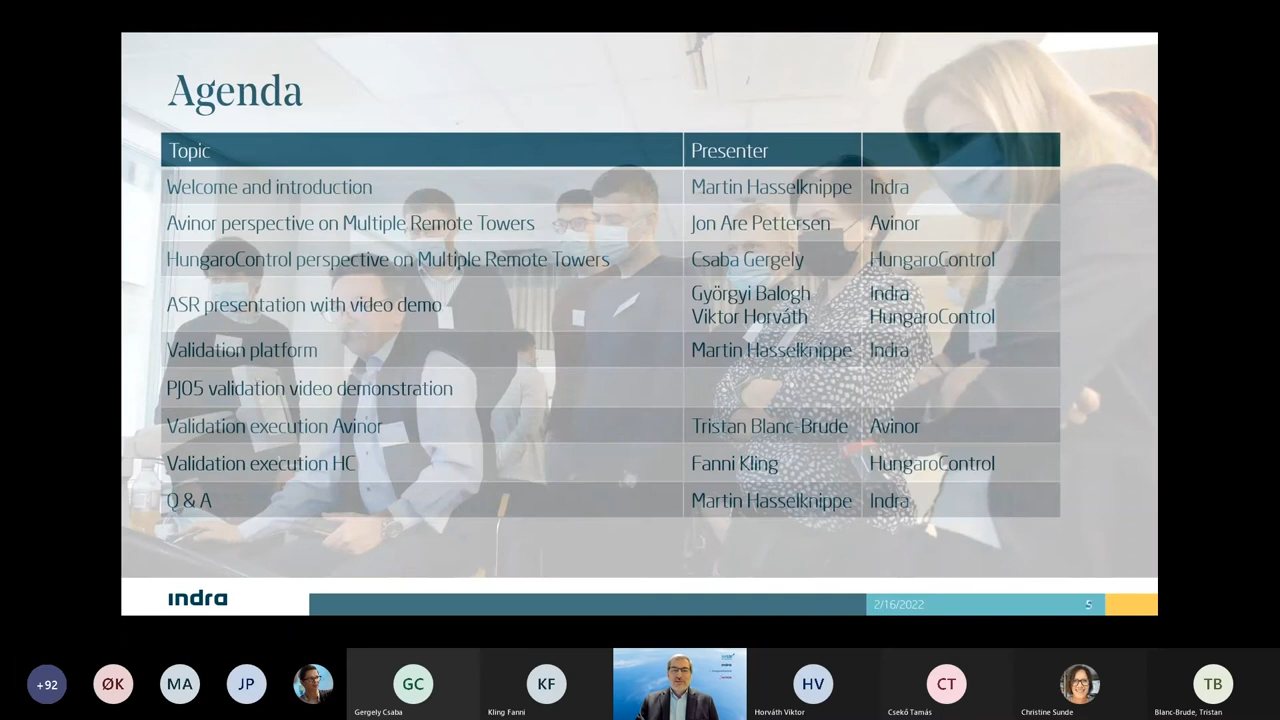 Agenda
Topic Presenter
Welcome and introduction Martin Hasselknippe Indra
Avinor perspective on Multiple Remote Towers Jon Are Pettersen Avinor
HungaroControl perspective on Multiple Remote Towers Csaba Gergely HungaroControl
ASR presentation with video demo Györgyi Balogh Indra
Viktor Horváth HungaroControl
Validation platform Martin Hasselknippe Indra
PJ05 validation video demonstration
Validation execution Avinor Tristan Blanc-Brude Avinor
Validation execution HC Fanni Kling HungaroControl
Q & A Martin Hasselknippe Indra
indra
2/16/2022 5
+92 ØK MA JP GC KF HV CT TB
Gergely Csaba Kling Fanni Horváth Viktor Csekő Tamás Christine Sunde Blanc-Brude, Tristan